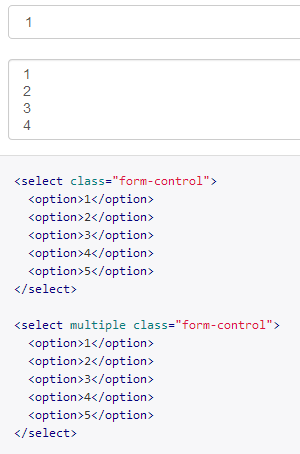 1
1
2
3
4
<select class="form-control">
  <option>1</option>
  <option>2</option>
  <option>3</option>
  <option>4</option>
  <option>5</option>
</select>

<select multiple class="form-control">
  <option>1</option>
  <option>2</option>
  <option>3</option>
  <option>4</option>
  <option>5</option>
</select>